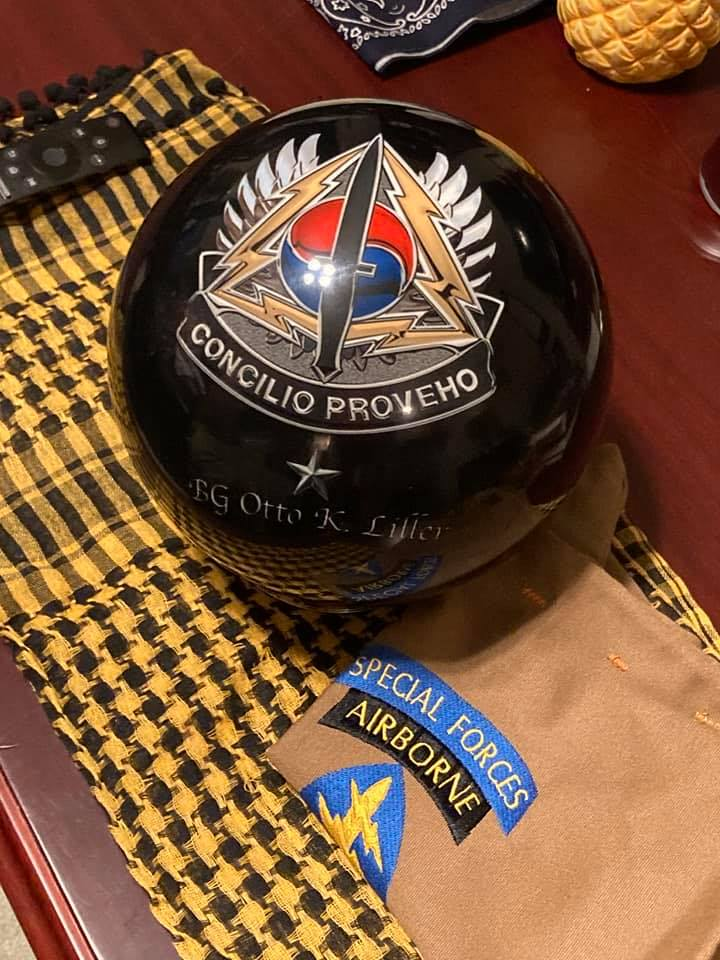 CONCILIO PROVEHO
BG Otto K. Liller
SPECIAL FORCES
AIRBORNE